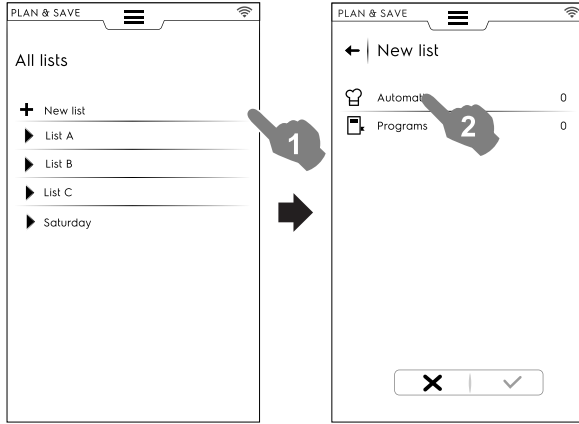 PLAN & SAVE
All lists
New list
List A
List B
List C
Saturday
1
PLAN & SAVE
New list
0
Programs 0
2